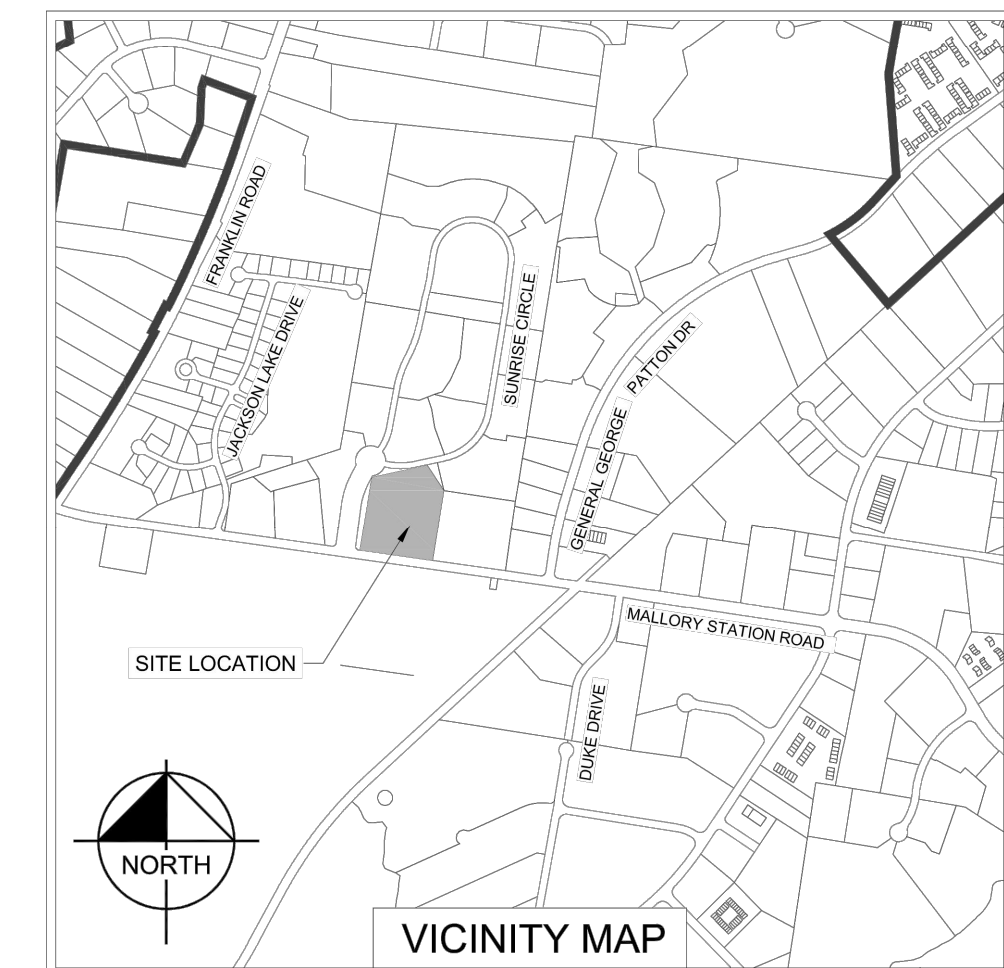 FRANKLIN ROAD
JACKSON LAKE DRIVE
SUNRISE CIRCLE
GENERAL GEORGE PATTON DR
MALLORY STATION ROAD
SITE LOCATION
DUKE DRIVE
NORTH
VICINITY MAP